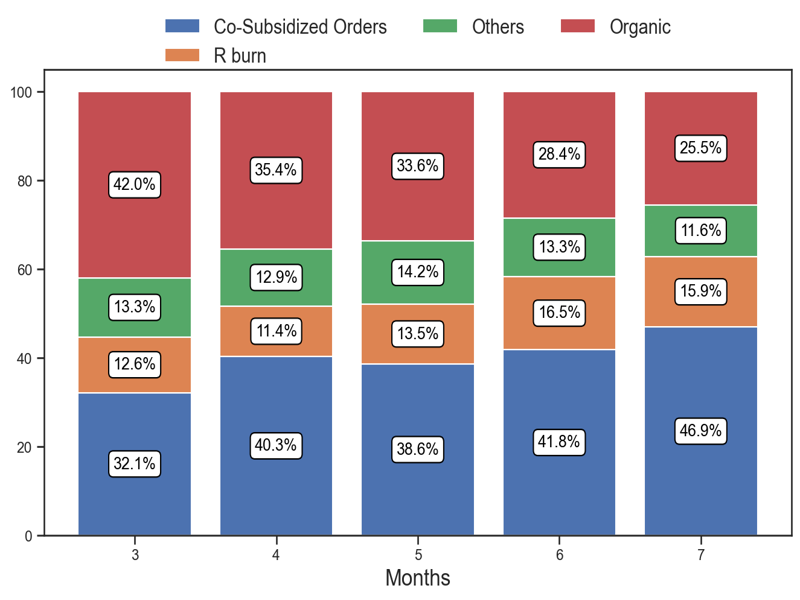 Co-Subsidized Orders Others Organic
R burn
100
80
60
40
20
0
42.0% 35.4% 33.6% 28.4% 25.5%
13.3% 12.9% 14.2% 13.3% 11.6%
12.6% 11.4% 13.5% 16.5% 15.9%
32.1% 40.3% 38.6% 41.8% 46.9%
3 4 5 6 7
Months